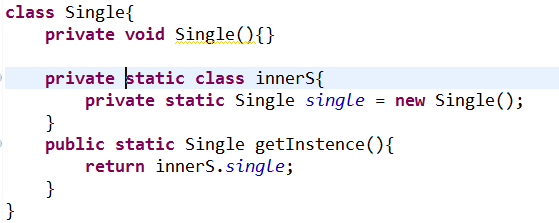 class Single{
    private void Single(){}

    private static class innerS{
        private static Single single = new Single();
    }
    public static Single getInstence(){
        return innerS.single;
    }
}